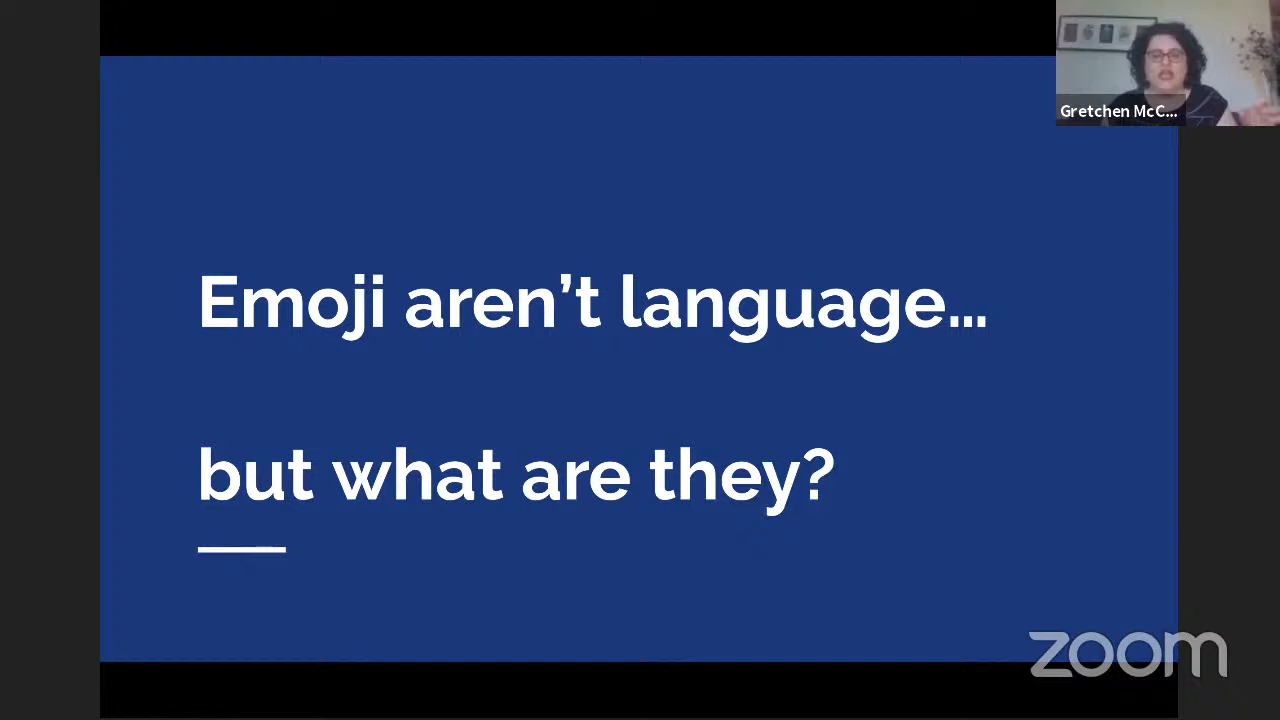 Gretchen McC...
Emoji aren’t language…
but what are they?
zoom